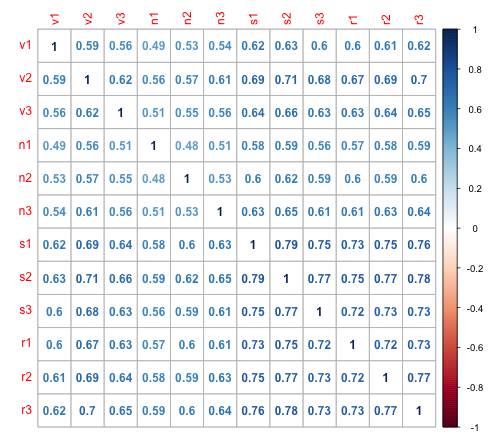 v1 v2 v3 n1 n2 n3 s1 s2 s3 r1 r2 r3
v1 1 0.59 0.56 0.49 0.53 0.54 0.62 0.63 0.6 0.6 0.61 0.62
v2 0.59 1 0.62 0.56 0.57 0.61 0.69 0.71 0.68 0.67 0.69 0.7
v3 0.56 0.62 1 0.51 0.55 0.56 0.64 0.66 0.63 0.63 0.64 0.65
n1 0.49 0.56 0.51 1 0.48 0.51 0.58 0.59 0.56 0.57 0.58 0.59
n2 0.53 0.57 0.55 0.48 1 0.53 0.6 0.62 0.59 0.6 0.59 0.6
n3 0.54 0.61 0.56 0.51 0.53 1 0.63 0.65 0.61 0.61 0.63 0.64
s1 0.62 0.69 0.64 0.58 0.6 0.63 1 0.79 0.75 0.73 0.75 0.76
s2 0.63 0.71 0.66 0.59 0.62 0.65 0.79 1 0.77 0.75 0.77 0.78
s3 0.6 0.68 0.63 0.56 0.59 0.61 0.75 0.77 1 0.72 0.73 0.73
r1 0.6 0.67 0.63 0.57 0.6 0.61 0.73 0.75 0.72 1 0.72 0.73
r2 0.61 0.69 0.64 0.58 0.59 0.63 0.75 0.77 0.73 0.72 1 0.77
r3 0.62 0.7 0.65 0.59 0.6 0.64 0.76 0.78 0.73 0.73 0.77 1
1
0.8
0.6
0.4
0.2
0
-0.2
-0.4
-0.6
-0.8
-1